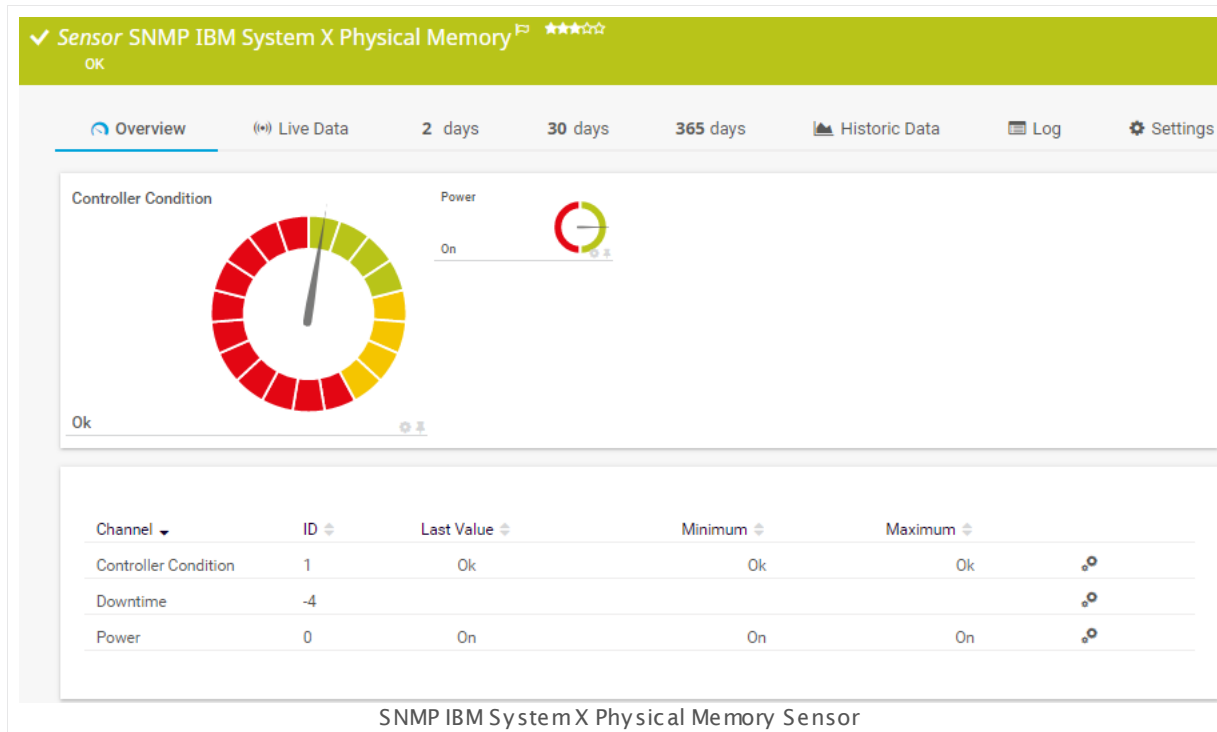 Sensor SNMP IBM System X Physical Memory
OK
Overview Live Data 2 days 30 days 365 days Historic Data Log Settings
Controller Condition
Ok
Power
On
Channel ID Last Value Minimum Maximum
Controller Condition 1 Ok Ok Ok
Downtime -4
Power 0 On On On
SNMP IBM System X Physical Memory Sensor